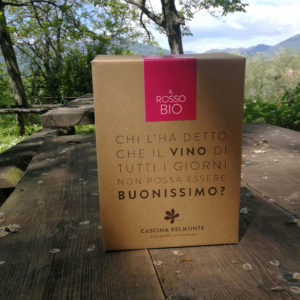 IL
ROSSO
BIO
CHI L'HA DETTO
CHE IL VINO DI
TUTTI I GIORNI
NON POSSA ESSERE
BUONISSIMO?
CASCINA BELMONTE